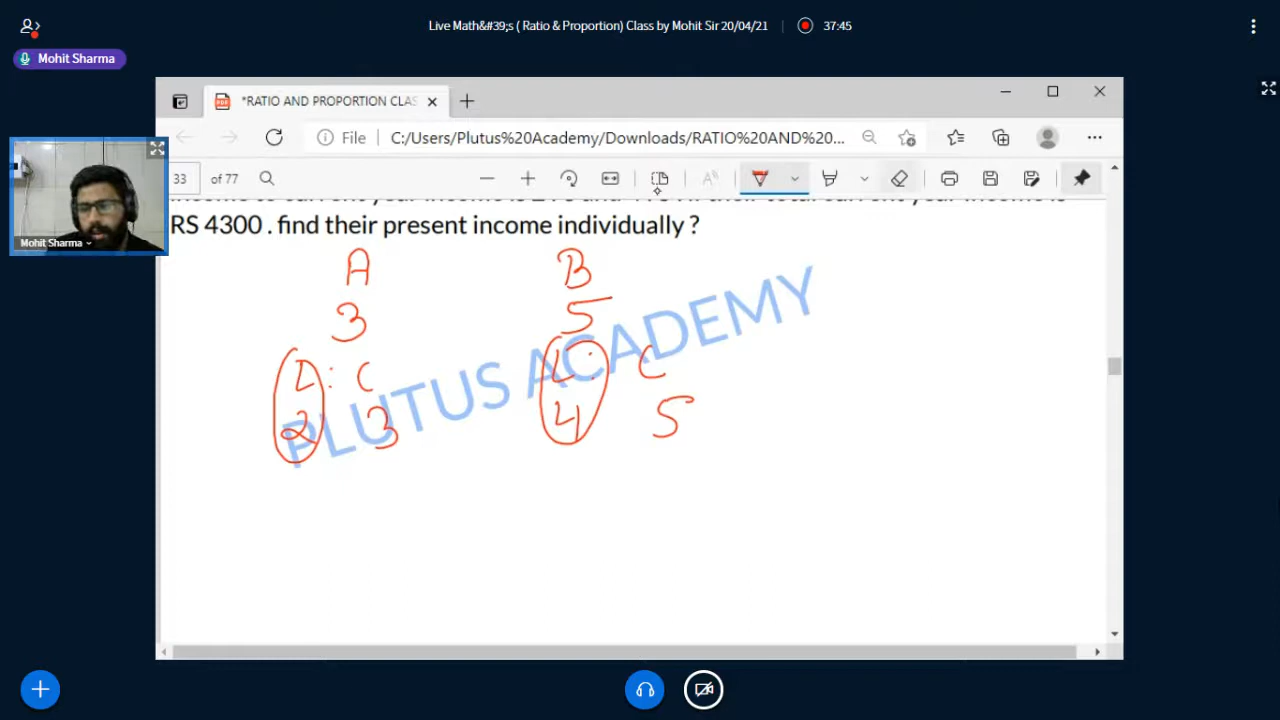 Live Math&#39;s ( Ratio & Proportion) Class by Mohit Sir 20/04/21 37:45
Mohit Sharma
*RATIO AND PROPORTION CLAS
File C:/Users/Plutus%20Academy/Downloads/RATIO%20AND%20...
33 of 77
RS 4300 . find their present income individually ?
Mohit Sharma
A B
3 5
L : C L : C
2 3 4 5
PLUTUS ACADEMY